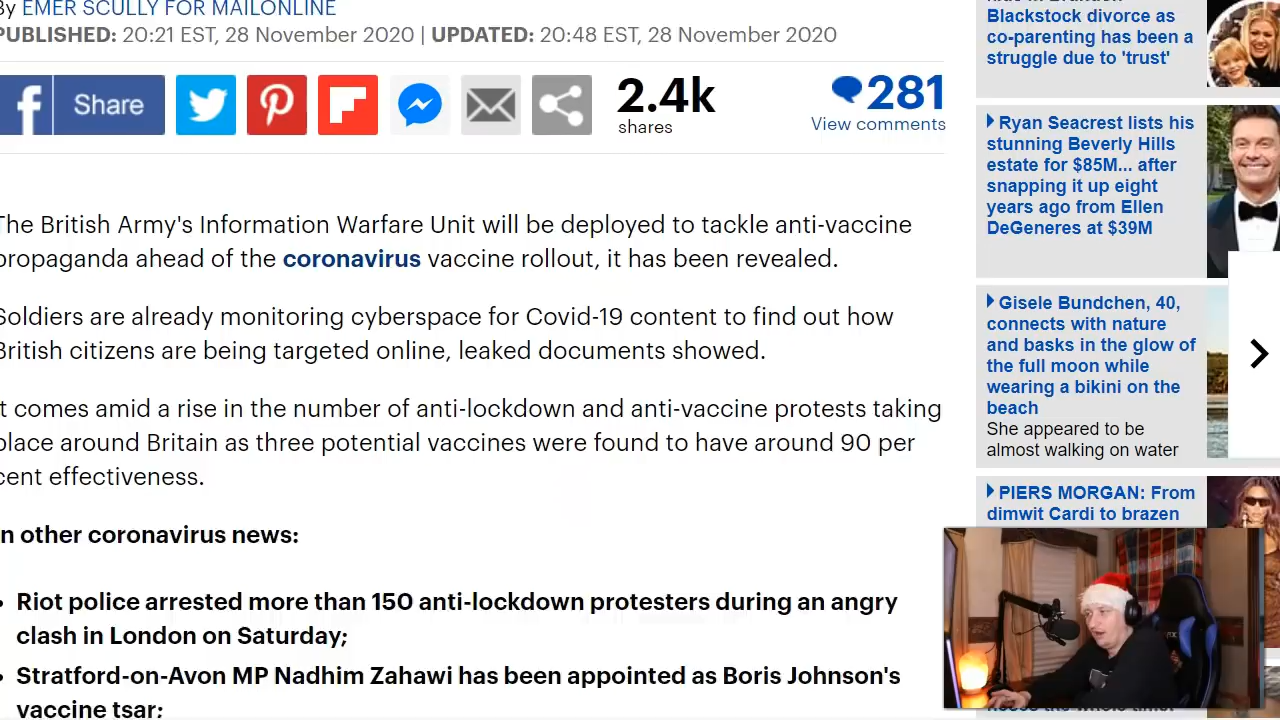 By EMER SCULLY FOR MAILONLINE
PUBLISHED: 20:21 EST, 28 November 2020 | UPDATED: 20:48 EST, 28 November 2020
Share
2.4k
shares
281
View comments
The British Army's Information Warfare Unit will be deployed to tackle anti-vaccine
propaganda ahead of the coronavirus vaccine rollout, it has been revealed.
Soldiers are already monitoring cyberspace for Covid-19 content to find out how
British citizens are being targeted online, leaked documents showed.
It comes amid a rise in the number of anti-lockdown and anti-vaccine protests taking
place around Britain as three potential vaccines were found to have around 90 per
cent effectiveness.
In other coronavirus news:
• Riot police arrested more than 150 anti-lockdown protesters during an angry
clash in London on Saturday;
• Stratford-on-Avon MP Nadhim Zahawi has been appointed as Boris Johnson's
vaccine tsar;
Blackstock divorce as
co-parenting has been a
struggle due to 'trust'
Ryan Seacrest lists his
stunning Beverly Hills
estate for $85M... after
snapping it up eight
years ago from Ellen
DeGeneres at $39M
Gisele Bundchen, 40,
connects with nature
and basks in the glow of
the full moon while
wearing a bikini on the
beach
She appeared to be
almost walking on water
PIERS MORGAN: From
dimwit Cardi to brazen